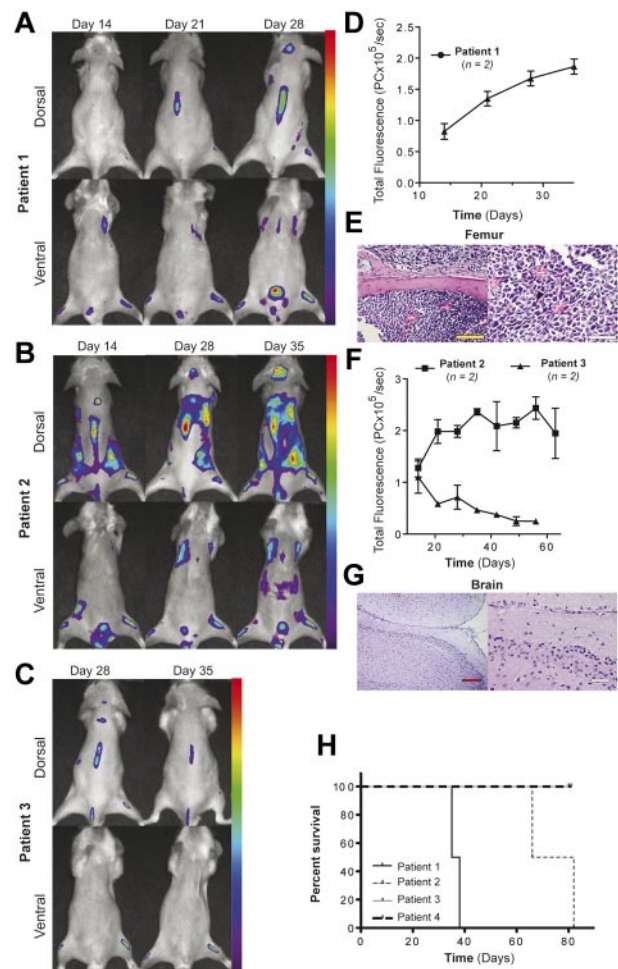 A
Day 14 Day 21 Day 28
Dorsal
Ventral
Patient 1
B
Day 14 Day 28 Day 35
Dorsal
Ventral
Patient 2
C
Day 28 Day 35
Dorsal
Ventral
Patient 3
D
Patient 1
(n = 2)
Total Fluorescence (PCx10⁵/sec)
2.5
2.0
1.5
1.0
0.5
0.0
10 20 30
Time (Days)
E
Femur
F
Patient 2 Patient 3
(n = 2) (n = 2)
Total Fluorescence (PCx10⁵/sec)
3
2
1
0
20 40 60
Time (Days)
G
Brain
H
Percent survival
100
80
60
40
20
0
Patient 1
Patient 2
Patient 3
Patient 4
0 20 40 60 80
Time (Days)